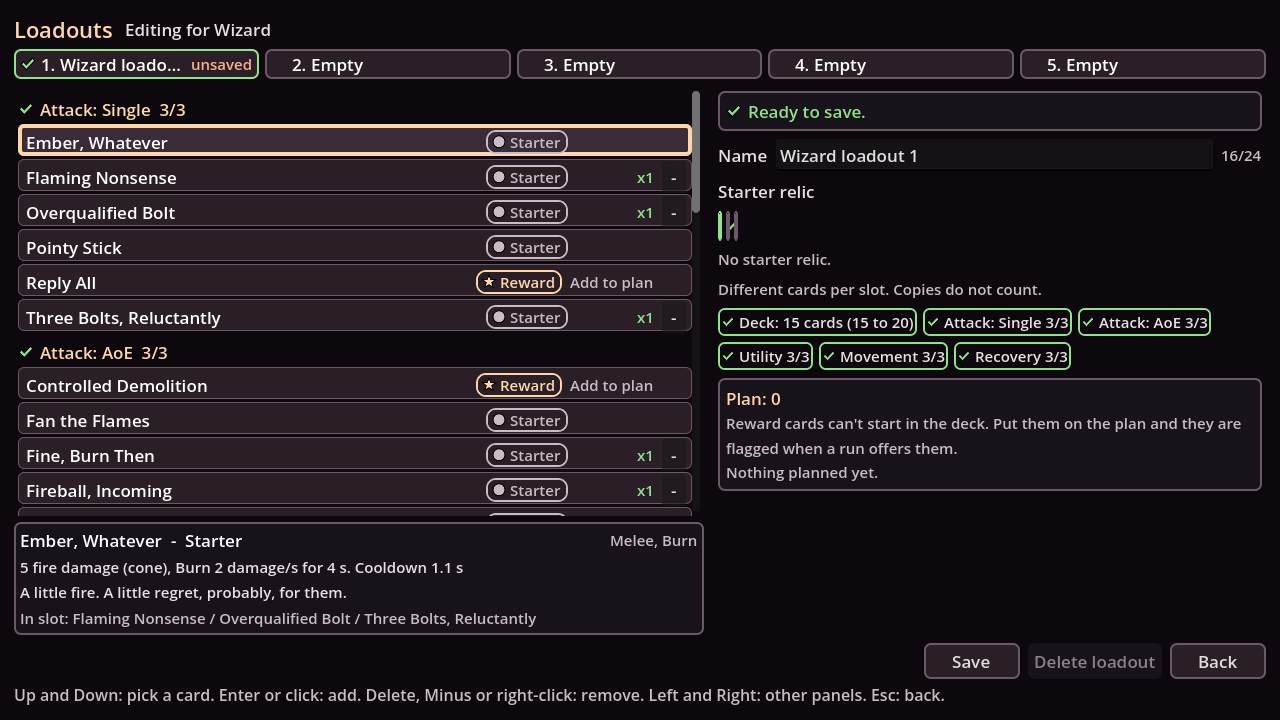 Loadouts Editing for Wizard
1. Wizard loado... unsaved
2. Empty
3. Empty
4. Empty
5. Empty
Attack: Single 3/3
Ember, Whatever Starter
Flaming Nonsense Starter x1 -
Overqualified Bolt Starter x1 -
Pointy Stick Starter
Reply All Reward Add to plan
Three Bolts, Reluctantly Starter x1 -
Attack: AoE 3/3
Controlled Demolition Reward Add to plan
Fan the Flames Starter
Fine, Burn Then Starter x1 -
Fireball, Incoming Starter x1 -
Ember, Whatever - Starter Melee, Burn
5 fire damage (cone), Burn 2 damage/s for 4 s. Cooldown 1.1 s
A little fire. A little regret, probably, for them.
In slot: Flaming Nonsense / Overqualified Bolt / Three Bolts, Reluctantly
Ready to save.
Name Wizard loadout 1 16/24
Starter relic
No starter relic.
Different cards per slot. Copies do not count.
Deck: 15 cards (15 to 20) Attack: Single 3/3 Attack: AoE 3/3
Utility 3/3 Movement 3/3 Recovery 3/3
Plan: 0
Reward cards can't start in the deck. Put them on the plan and they are
flagged when a run offers them.
Nothing planned yet.
Save Delete loadout Back
Up and Down: pick a card. Enter or click: add. Delete, Minus or right-click: remove. Left and Right: other panels. Esc: back.